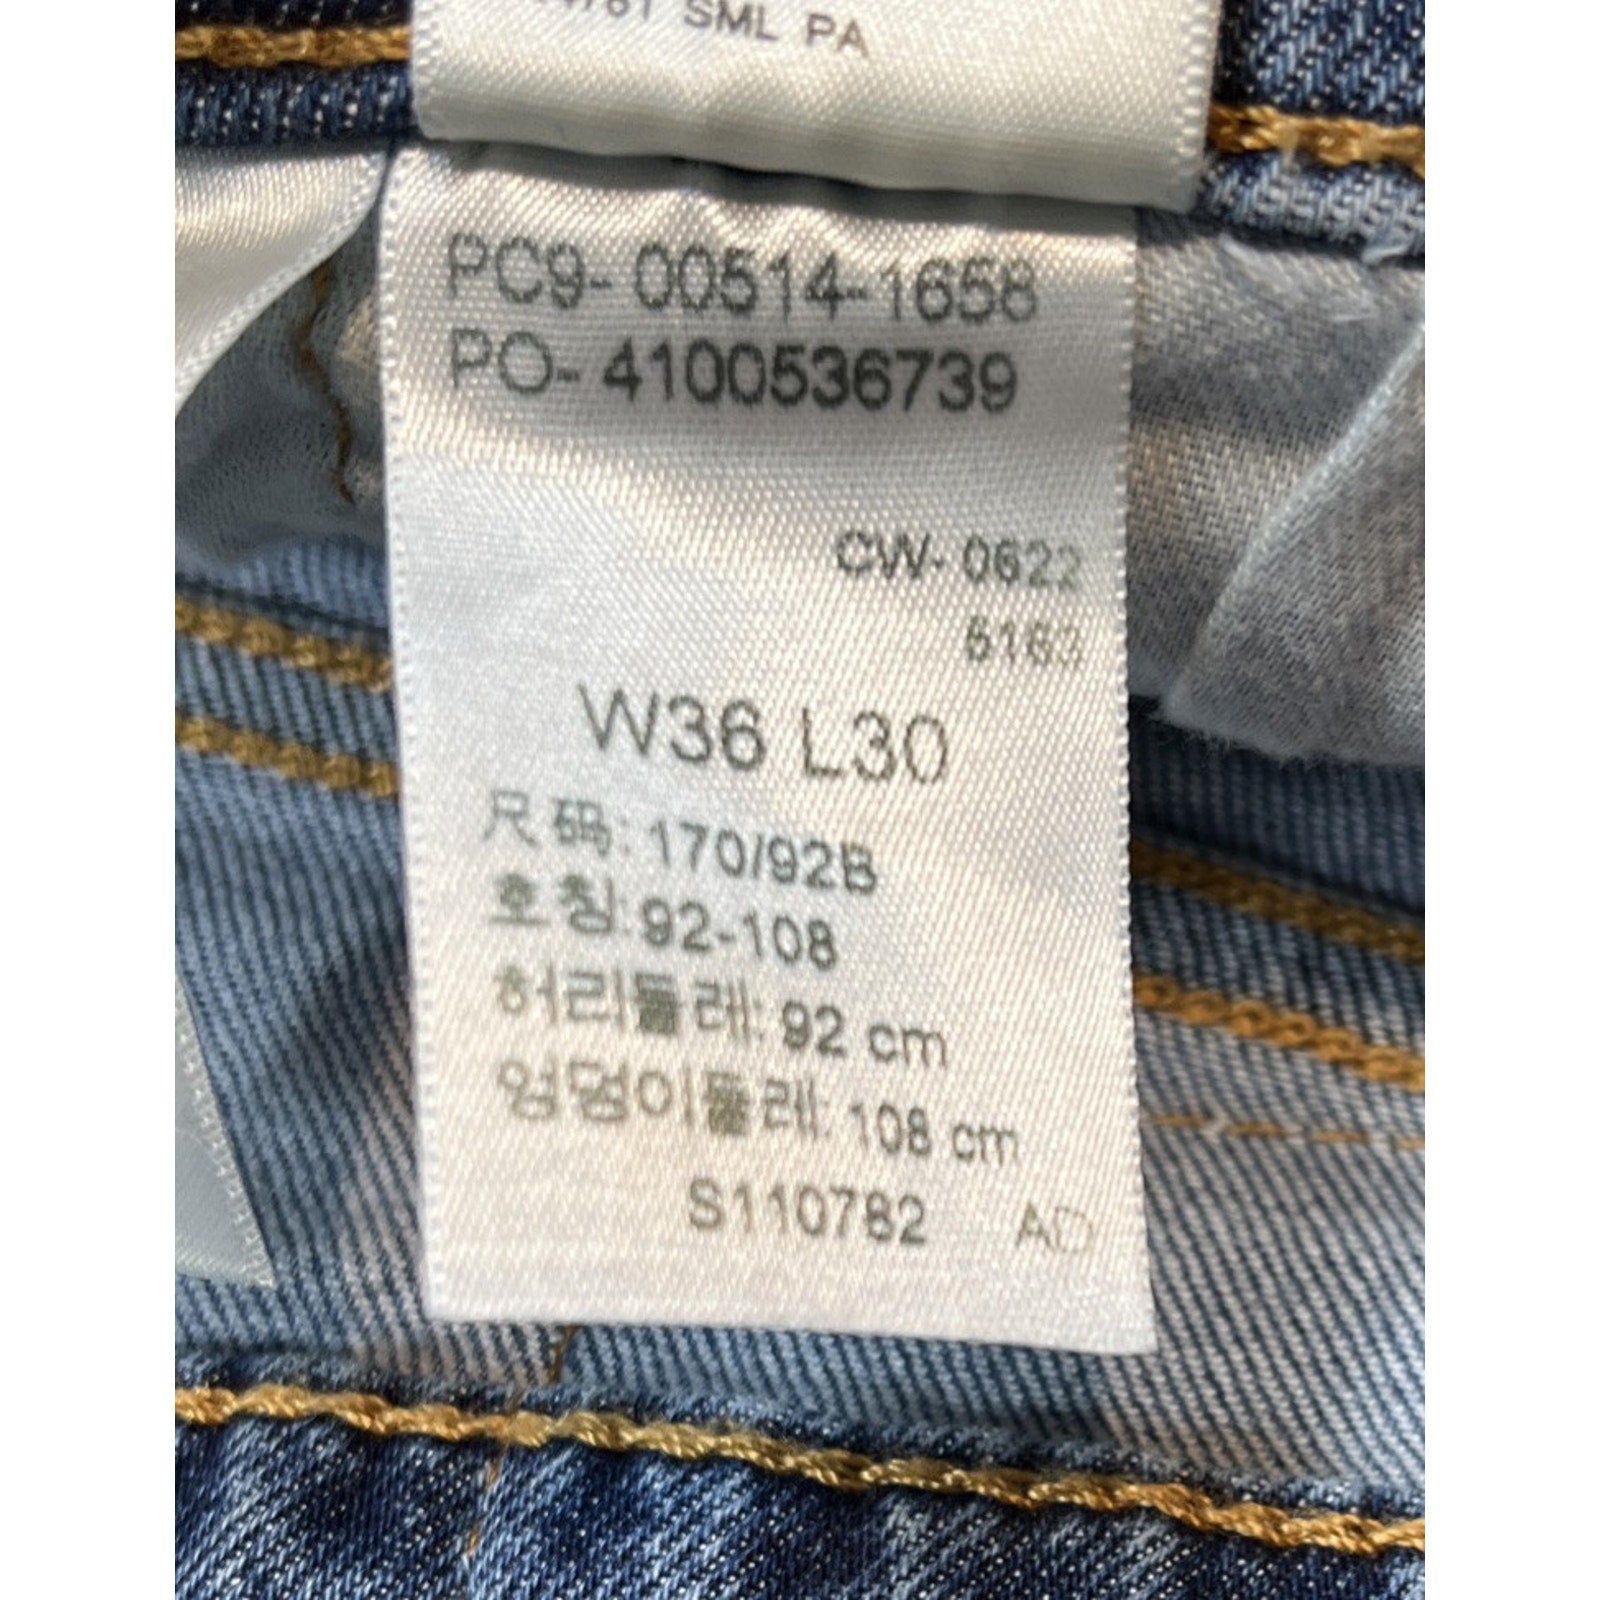 SML PA
PC9- 00514-1658
PO- 4100536739
CW- 0622
5163
W36 L30
尺码: 170/92B
호칭: 92-108
허리둘레: 92 cm
엉덩이둘레: 108 cm
S110782 AD